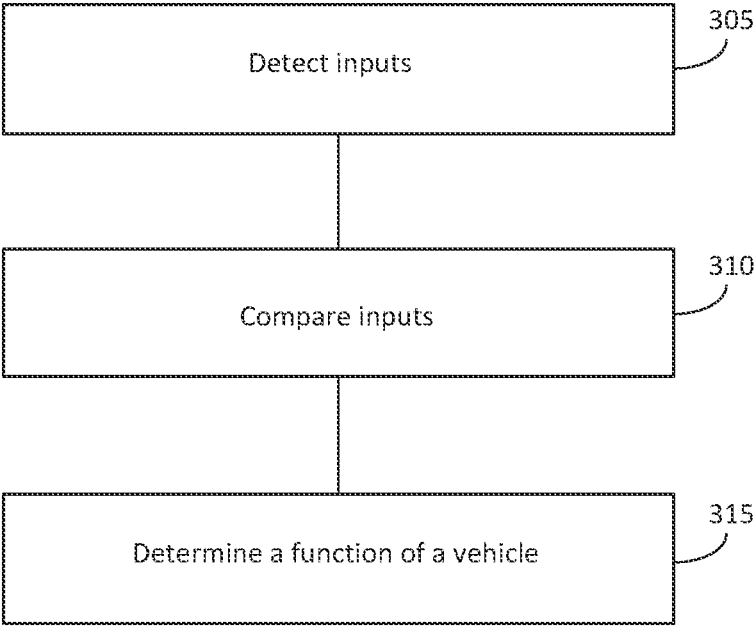 305
Detect inputs
310
Compare inputs
315
Determine a function of a vehicle